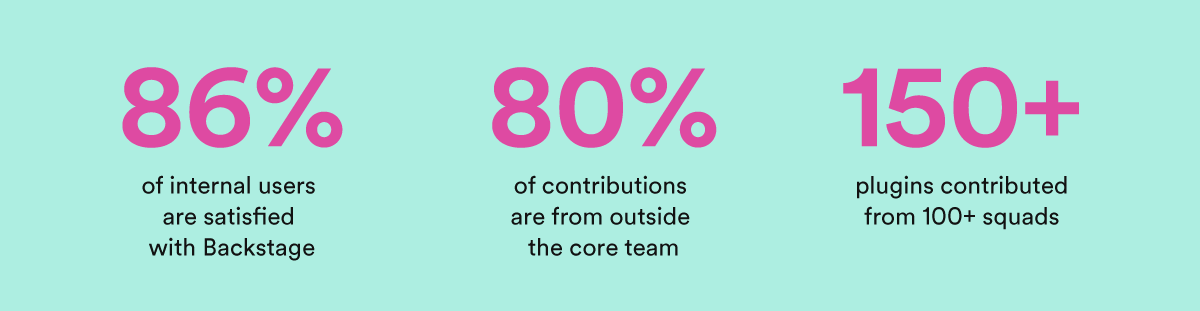 86%
of internal users
are satisfied
with Backstage
80%
of contributions
are from outside
the core team
150+
plugins contributed
from 100+ squads